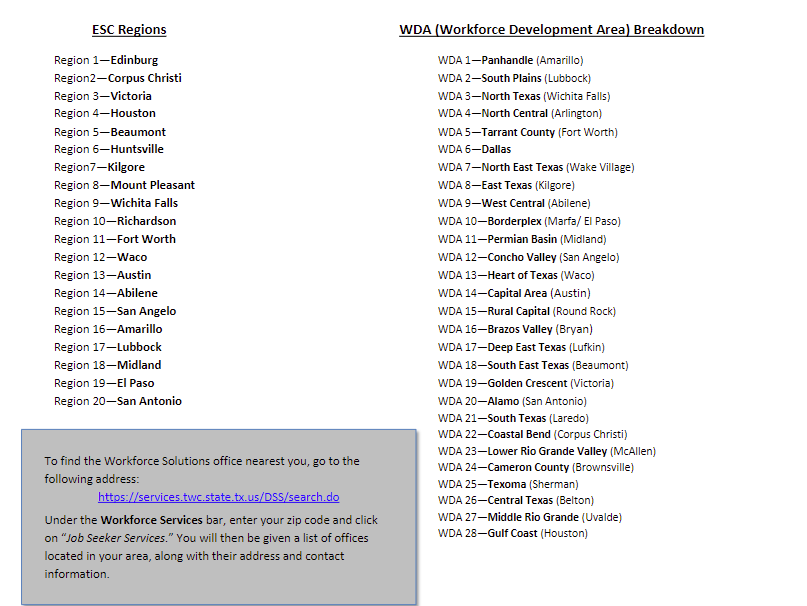 ESC Regions
Region 1—Edinburg
Region2—Corpus Christi
Region 3—Victoria
Region 4—Houston
Region 5—Beaumont
Region 6—Huntsville
Region7—Kilgore
Region 8—Mount Pleasant
Region 9—Wichita Falls
Region 10—Richardson
Region 11—Fort Worth
Region 12—Waco
Region 13—Austin
Region 14—Abilene
Region 15—San Angelo
Region 16—Amarillo
Region 17—Lubbock
Region 18—Midland
Region 19—El Paso
Region 20—San Antonio
To find the Workforce Solutions office nearest you, go to the
following address:
https://services.twc.state.tx.us/DSS/search.do
Under the Workforce Services bar, enter your zip code and click
on “Job Seeker Services.” You will then be given a list of offices
located in your area, along with their address and contact
information.
WDA (Workforce Development Area) Breakdown
WDA 1—Panhandle (Amarillo)
WDA 2—South Plains (Lubbock)
WDA 3—North Texas (Wichita Falls)
WDA 4—North Central (Arlington)
WDA 5—Tarrant County (Fort Worth)
WDA 6—Dallas
WDA 7—North East Texas (Wake Village)
WDA 8—East Texas (Kilgore)
WDA 9—West Central (Abilene)
WDA 10—Borderplex (Marfa/ El Paso)
WDA 11—Permian Basin (Midland)
WDA 12—Concho Valley (San Angelo)
WDA 13—Heart of Texas (Waco)
WDA 14—Capital Area (Austin)
WDA 15—Rural Capital (Round Rock)
WDA 16—Brazos Valley (Bryan)
WDA 17—Deep East Texas (Lufkin)
WDA 18—South East Texas (Beaumont)
WDA 19—Golden Crescent (Victoria)
WDA 20—Alamo (San Antonio)
WDA 21—South Texas (Laredo)
WDA 22—Coastal Bend (Corpus Christi)
WDA 23—Lower Rio Grande Valley (McAllen)
WDA 24—Cameron County (Brownsville)
WDA 25—Texoma (Sherman)
WDA 26—Central Texas (Belton)
WDA 27—Middle Rio Grande (Uvalde)
WDA 28—Gulf Coast (Houston)